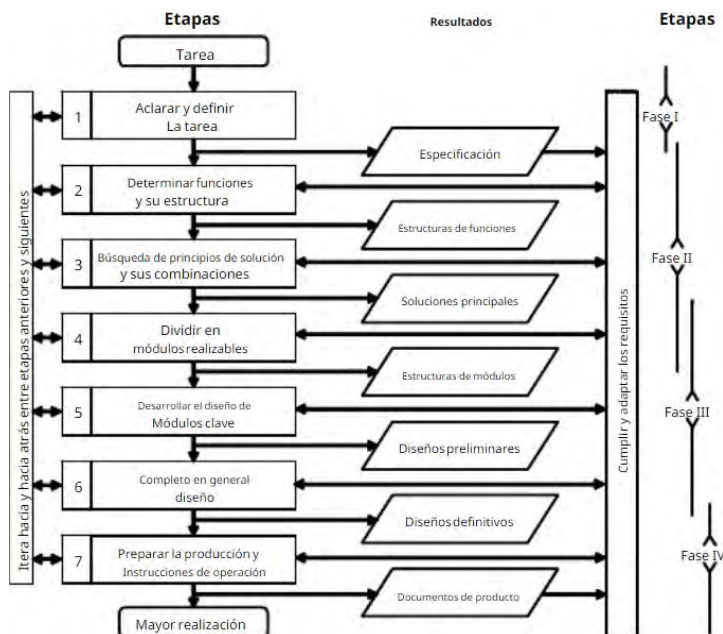 Etapas
Resultados
Etapas
Tarea
1
Aclarar y definir
La tarea
Especificación
2
Determinar funciones
y su estructura
Estructuras de funciones
3
Búsqueda de principios de solución
y sus combinaciones
Soluciones principales
4
Dividir en
módulos realizables
Estructuras de módulos
5
Desarrollar el diseño de
Módulos clave
Diseños preliminares
6
Completo en general
diseño
Diseños definitivos
7
Preparar la producción y
Instrucciones de operación
Documentos de producto
Mayor realización
Itera hacia y hacia atrás entre etapas anteriores y siguientes
Cumplir y adaptar los requisitos
Fase I
Fase II
Fase III
Fase IV